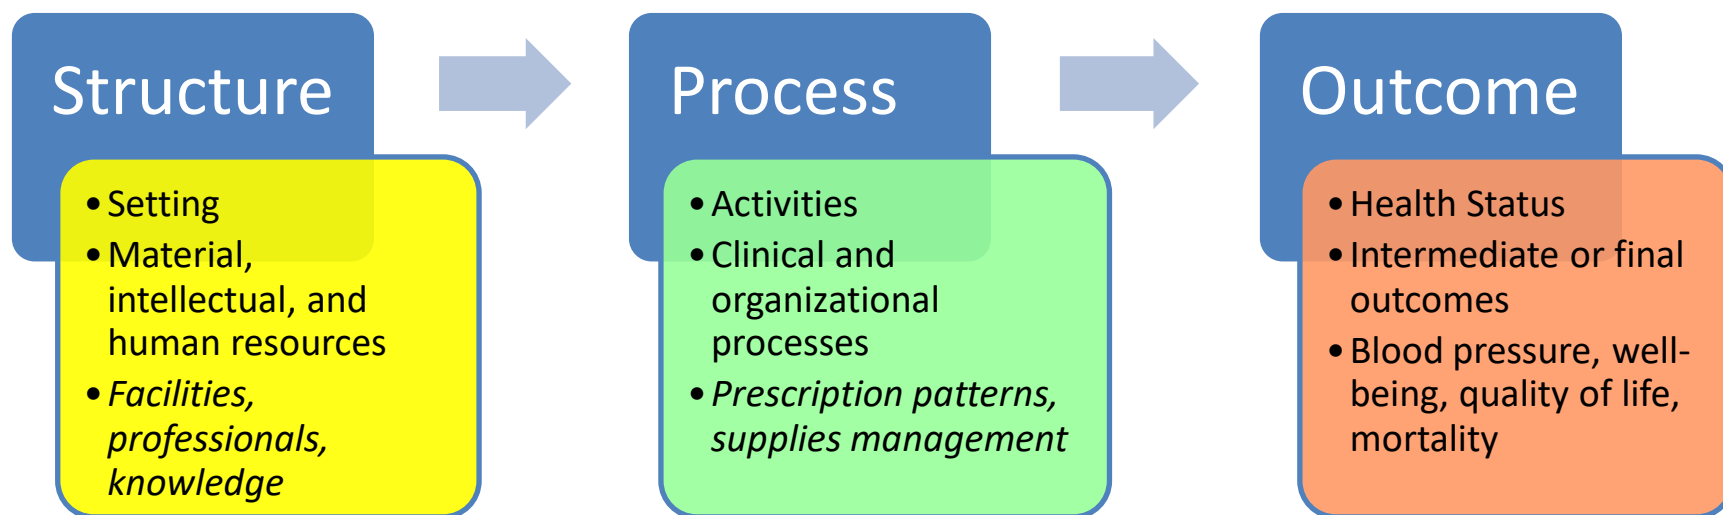 Structure
• Setting
• Material,
intellectual, and
human resources
• Facilities,
professionals,
knowledge
Process
• Activities
• Clinical and
organizational
processes
• Prescription patterns,
supplies management
Outcome
• Health Status
• Intermediate or final
outcomes
• Blood pressure, well-
being, quality of life,
mortality